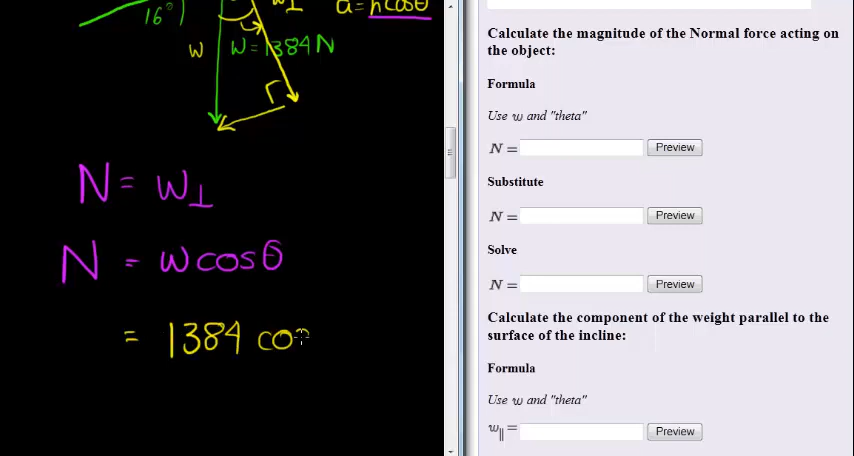 a = hcosθ
16°
w⊥
w w = 1384 N
N = w⊥
N = w cosθ
= 1384 co
Calculate the magnitude of the Normal force acting on
the object:
Formula
Use w and "theta"
N = Preview
Substitute
N = Preview
Solve
N = Preview
Calculate the component of the weight parallel to the
surface of the incline:
Formula
Use w and "theta"
w∥ = Preview